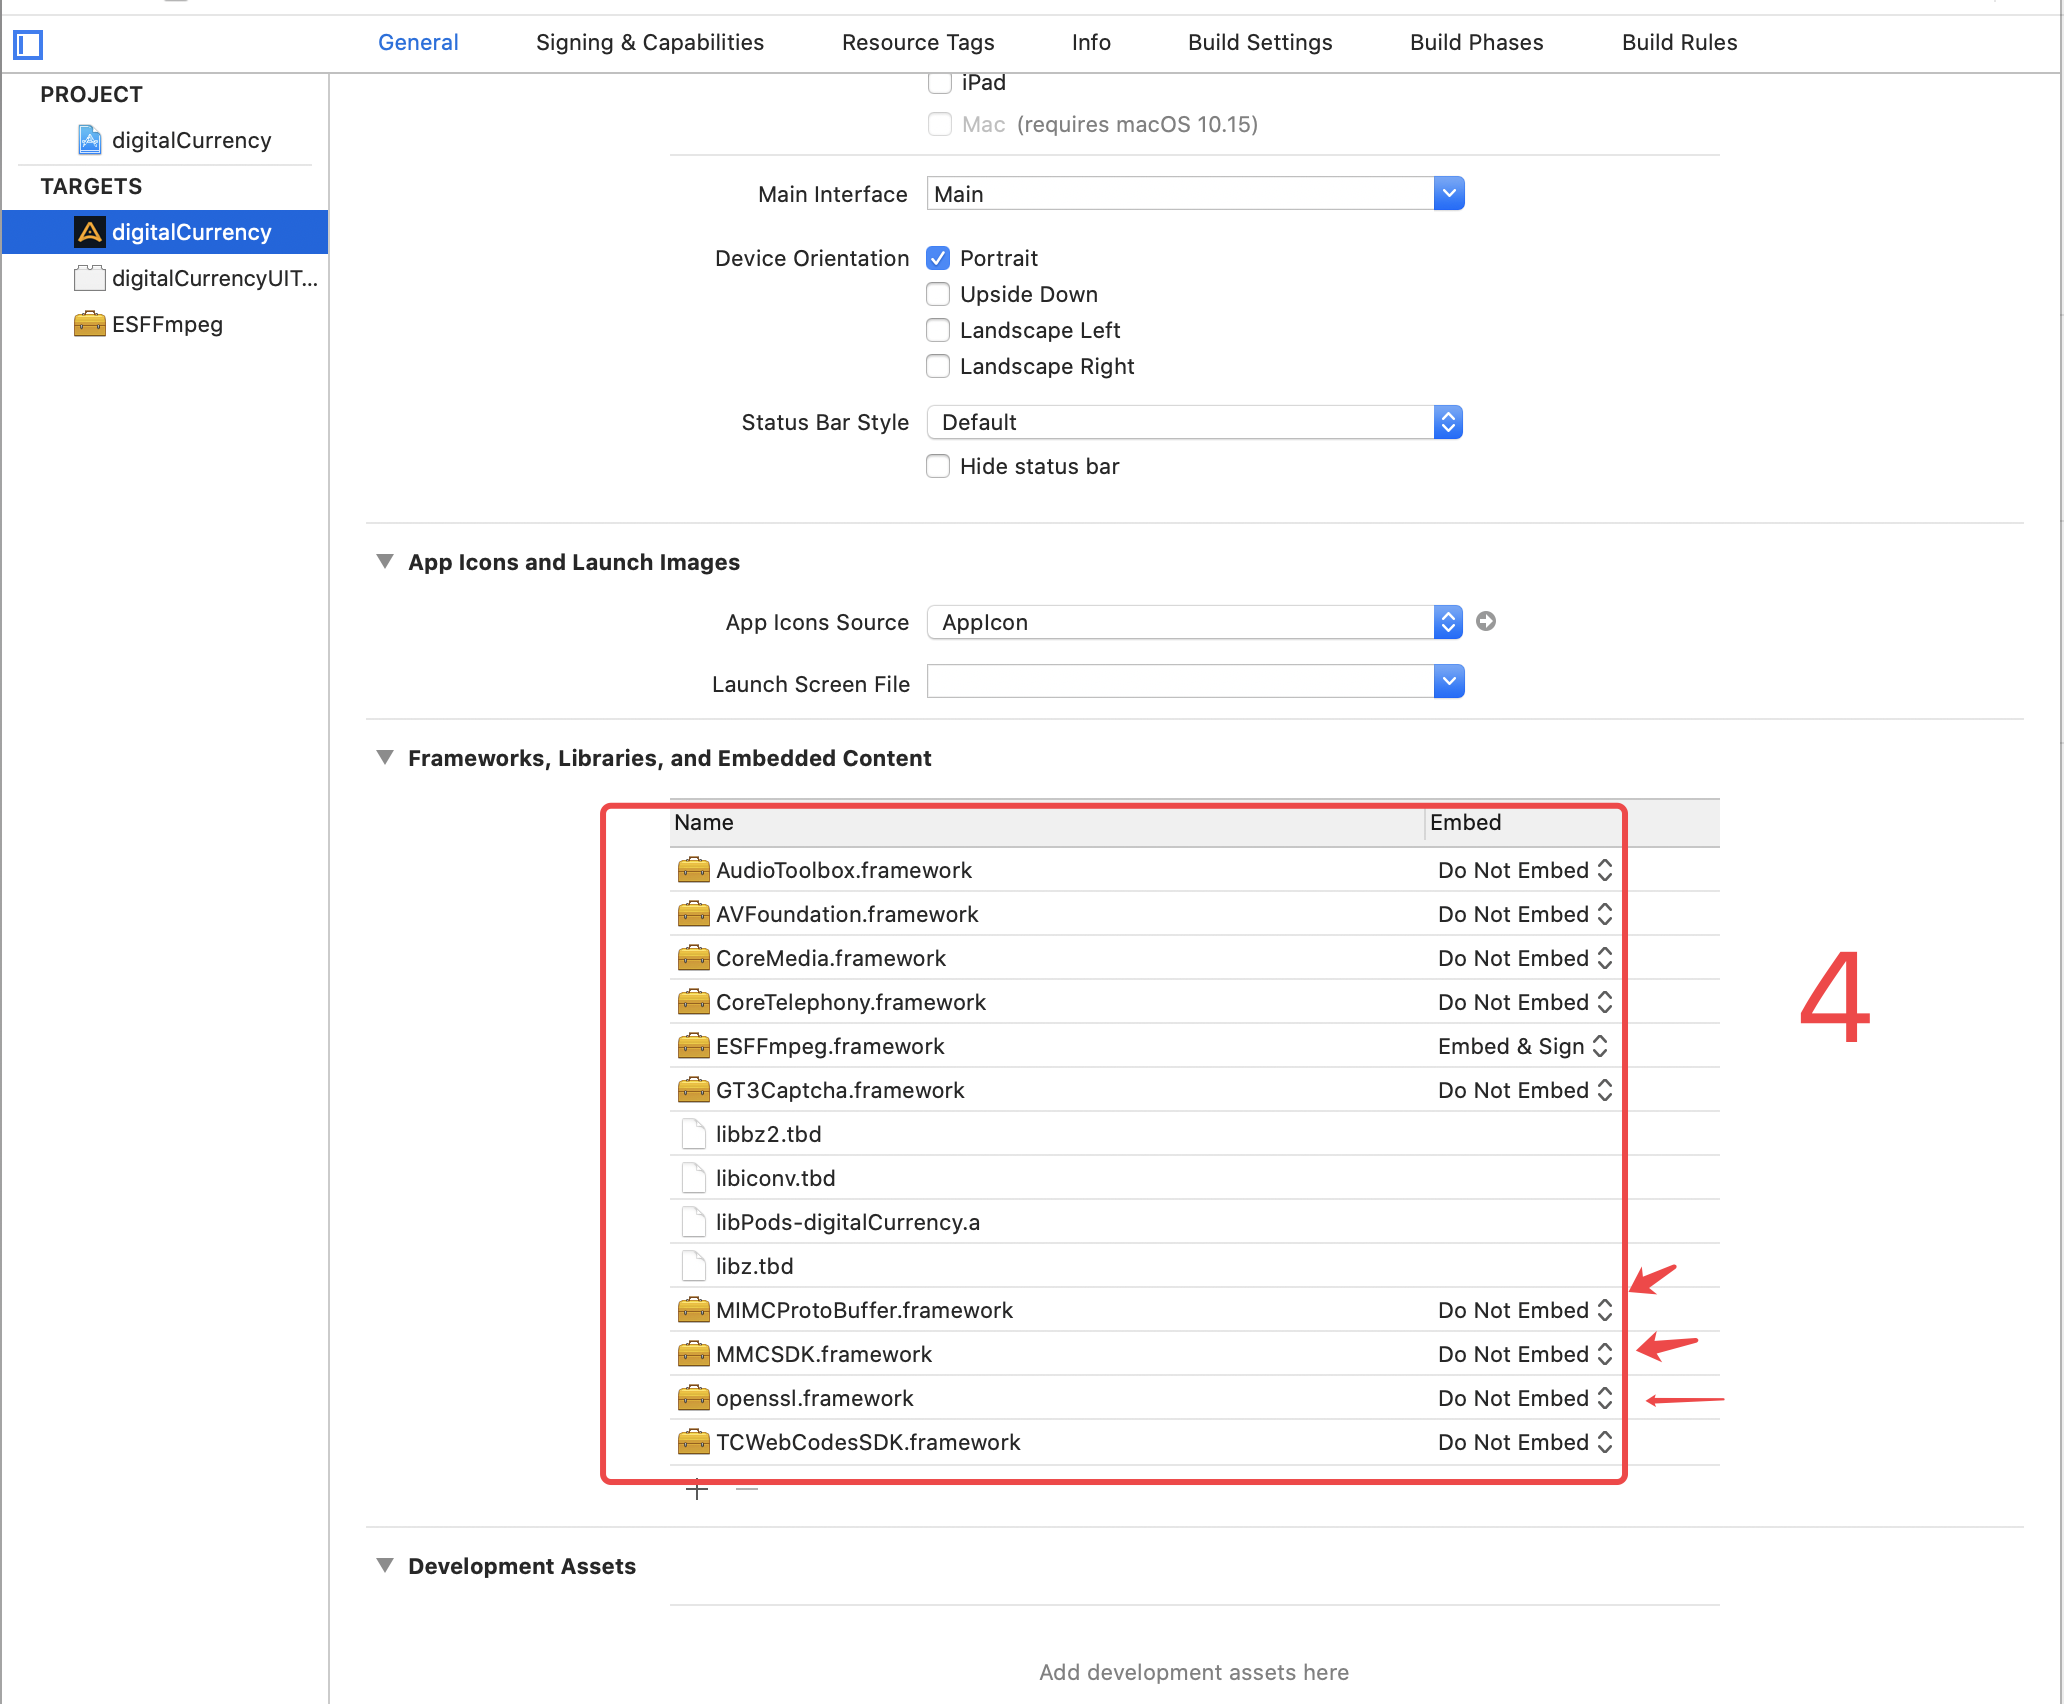 General Signing & Capabilities Resource Tags Info Build Settings Build Phases Build Rules
PROJECT
digitalCurrency
TARGETS
digitalCurrency
digitalCurrencyUIT...
ESFFmpeg
iPad
Mac (requires macOS 10.15)
Main Interface Main
Device Orientation Portrait
Upside Down
Landscape Left
Landscape Right
Status Bar Style Default
Hide status bar
App Icons and Launch Images
App Icons Source AppIcon
Launch Screen File
Frameworks, Libraries, and Embedded Content
Name Embed
AudioToolbox.framework Do Not Embed
AVFoundation.framework Do Not Embed
CoreMedia.framework Do Not Embed
CoreTelephony.framework Do Not Embed
ESFFmpeg.framework Embed & Sign
GT3Captcha.framework Do Not Embed
libbz2.tbd
libiconv.tbd
libPods-digitalCurrency.a
libz.tbd
MIMCProtoBuffer.framework Do Not Embed
MMCSDK.framework Do Not Embed
openssl.framework Do Not Embed
TCWebCodesSDK.framework Do Not Embed
4
Development Assets
Add development assets here